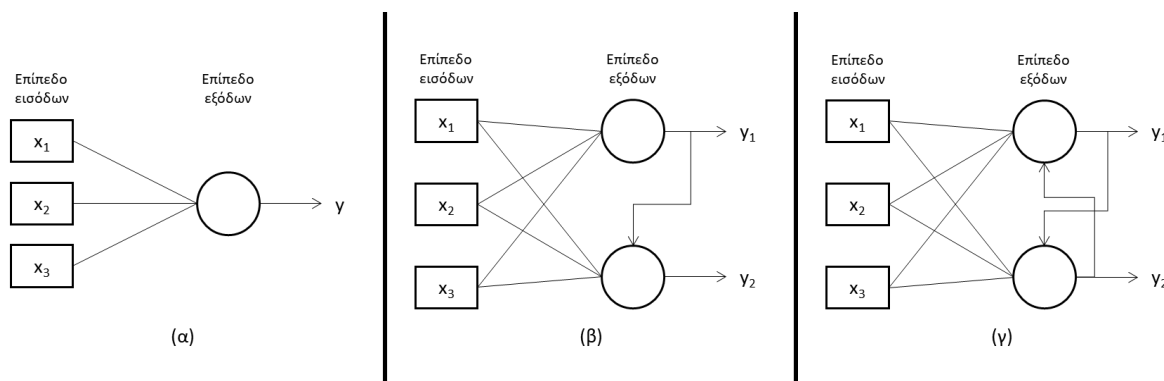 Επίπεδο
εισόδων
Επίπεδο
εξόδων
x₁
x₂
x₃
y
(α)
Επίπεδο
εισόδων
Επίπεδο
εξόδων
x₁
x₂
x₃
y₁
y₂
(β)
Επίπεδο
εισόδων
Επίπεδο
εξόδων
x₁
x₂
x₃
y₁
y₂
(γ)